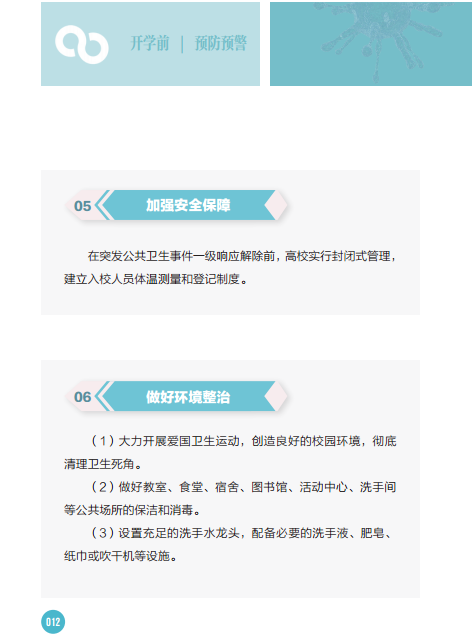 开学前 | 预防预警
05 加强安全保障
在突发公共卫生事件一级响应解除前，高校实行封闭式管理，
建立入校人员体温测量和登记制度。
06 做好环境整治
（1）大力开展爱国卫生运动，创造良好的校园环境，彻底
清理卫生死角。
（2）做好教室、食堂、宿舍、图书馆、活动中心、洗手间
等公共场所的保洁和消毒。
（3）设置充足的洗手水龙头，配备必要的洗手液、肥皂、
纸巾或吹干机等设施。
012